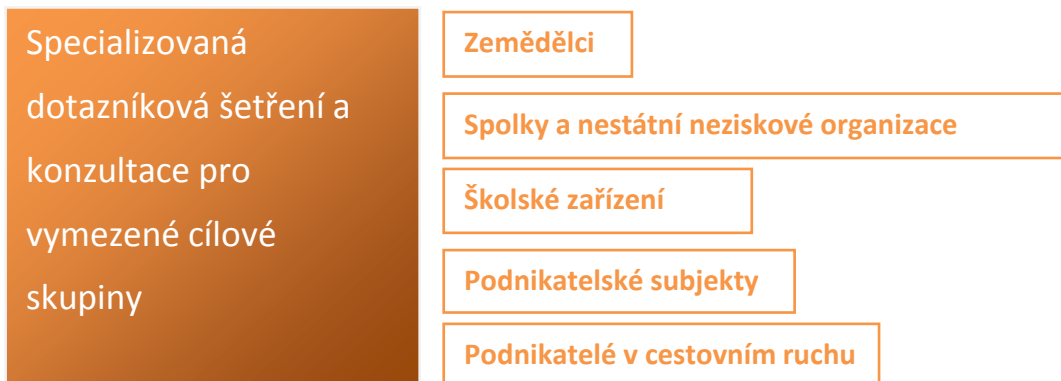 Specializovaná
dotazníková šetření a
konzultace pro
vymezené cílové
skupiny
Zemědělci
Spolky a nestátní neziskové organizace
Školské zařízení
Podnikatelské subjekty
Podnikatelé v cestovním ruchu